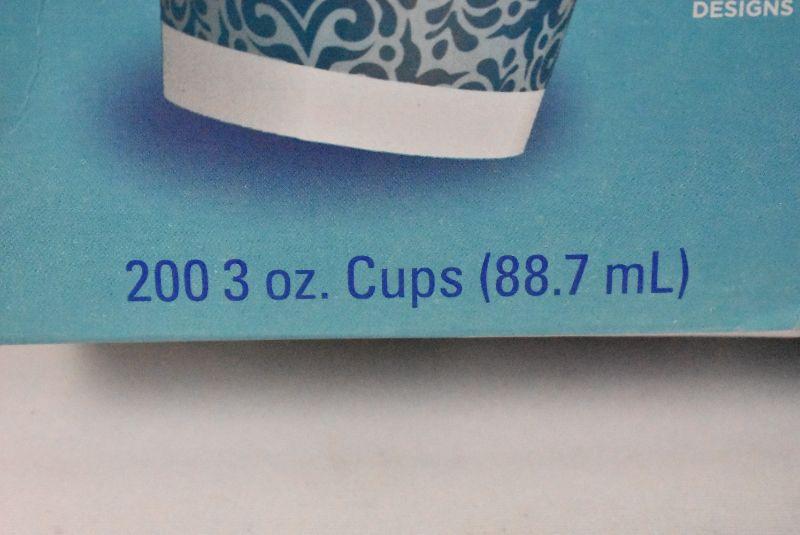 DESIGNS
200 3 oz. Cups (88.7 mL)